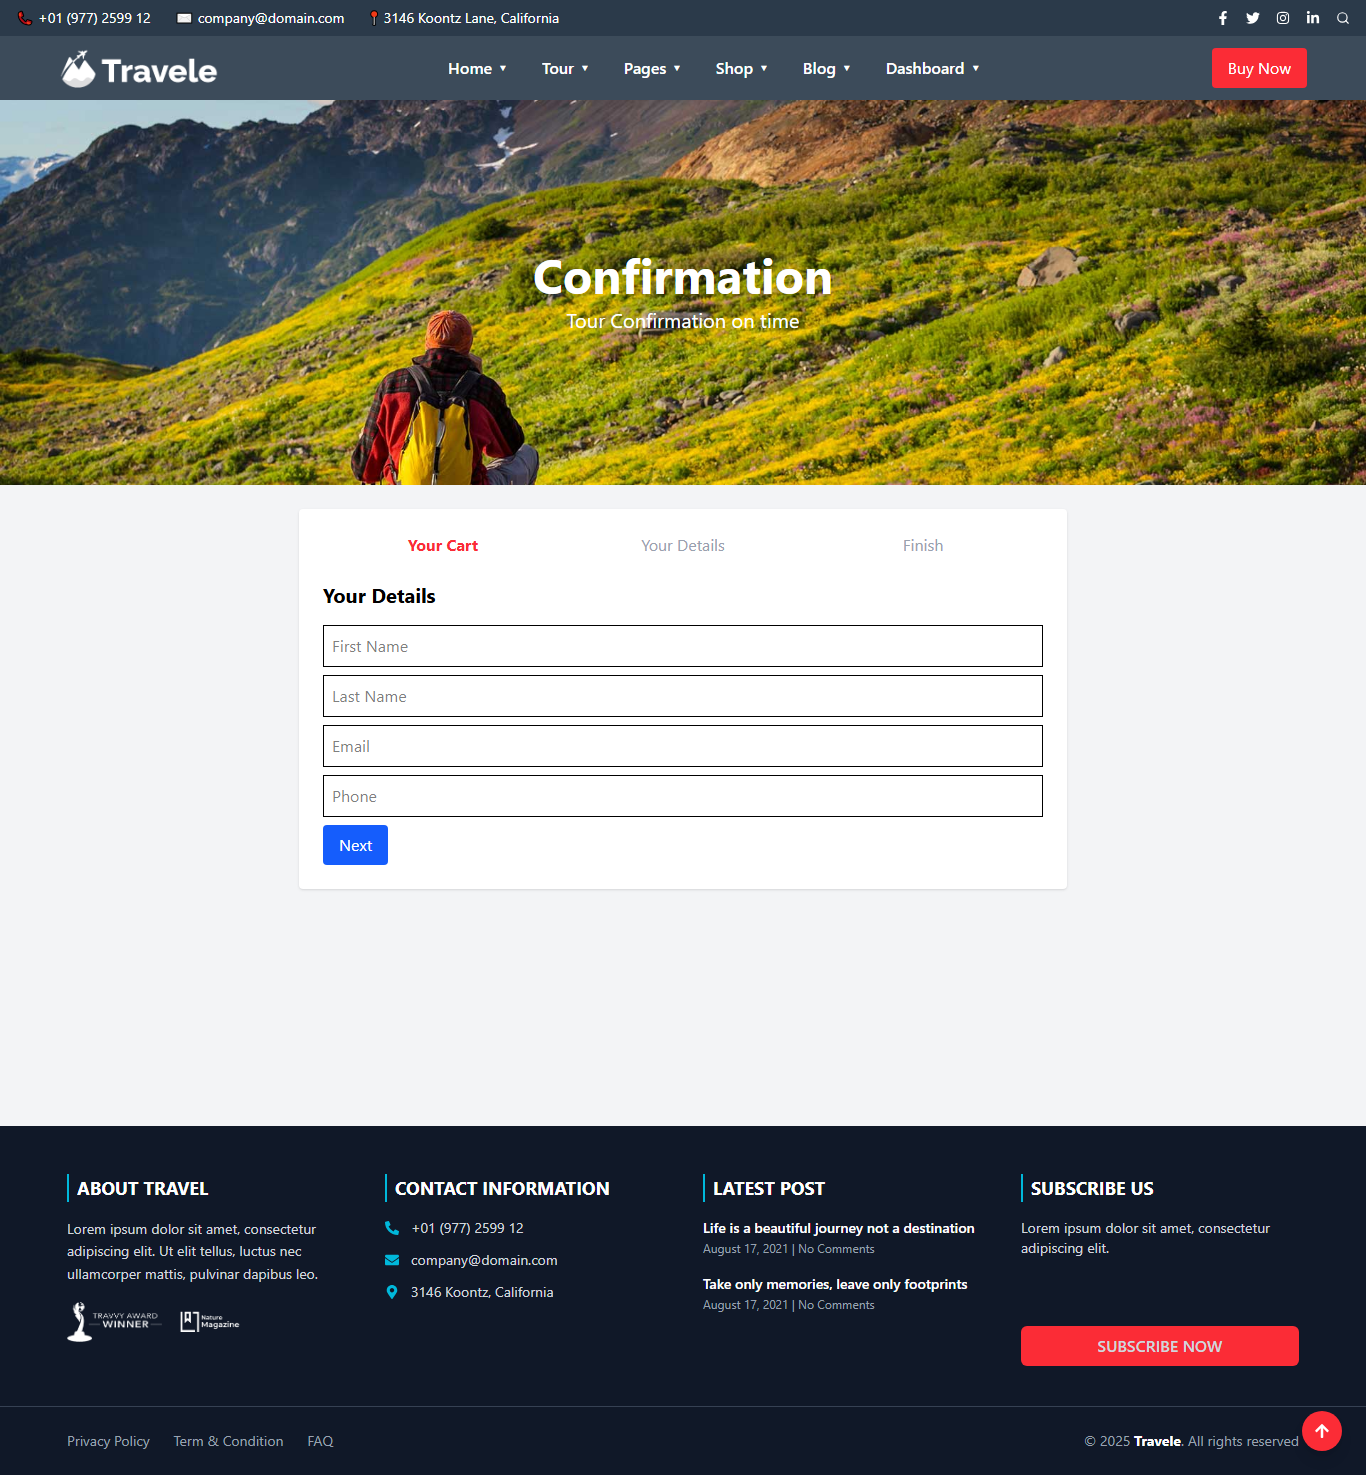 +01 (977) 2599 12 company@domain.com 3146 Koontz Lane, California
Travele Home Tour Pages Shop Blog Dashboard Buy Now
Confirmation
Tour Confirmation on time
Your Cart Your Details Finish
Your Details
First Name
Last Name
Email
Phone
Next
ABOUT TRAVEL
Lorem ipsum dolor sit amet, consectetur
adipiscing elit. Ut elit tellus, luctus nec
ullamcorper mattis, pulvinar dapibus leo.
TRAVVY AWARD
WINNER
Nature
Magazine
CONTACT INFORMATION
+01 (977) 2599 12
company@domain.com
3146 Koontz, California
LATEST POST
Life is a beautiful journey not a destination
August 17, 2021 | No Comments
Take only memories, leave only footprints
August 17, 2021 | No Comments
SUBSCRIBE US
Lorem ipsum dolor sit amet, consectetur
adipiscing elit.
SUBSCRIBE NOW
Privacy Policy Term & Condition FAQ
© 2025 Travele. All rights reserved